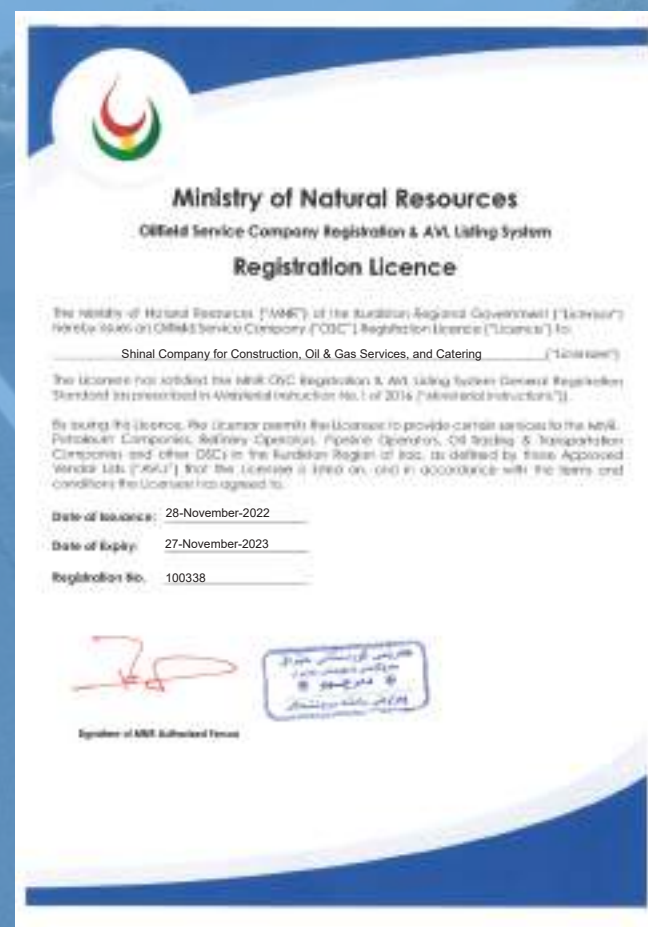 Ministry of Natural Resources
Oilfield Service Company Registration & AVL Listing System
Registration Licence
The Ministry of Natural Resources ("MNR") of the Kurdistan Regional Government ("Licensor")
hereby issues an Oilfield Service Company ("OSC") Registration Licence ("Licence") to:
Shinal Company for Construction, Oil & Gas Services, and Catering ("Licensee")
The Licensee has satisfied the MNR OSC Registration & AVL Listing System General Registration
Standard (as prescribed in Ministerial Instruction No.1 of 2016 ("Ministerial Instructions")).
By issuing the Licence, the Licensor permits the Licensee to provide certain services to the MNR,
Petroleum Companies, Refinery Operators, Pipeline Operators, Oil Trading & Transportation
Companies and other OSCs in the Kurdistan Region of Iraq, as defined by those Approved
Vendor Lists ("AVL") that the Licensee is listed on, and in accordance with the terms and
conditions the Licensee has agreed to.
Date of Issuance: 28-November-2022
Date of Expiry: 27-November-2023
Registration No. 100338
Signature of MNR Authorised Person